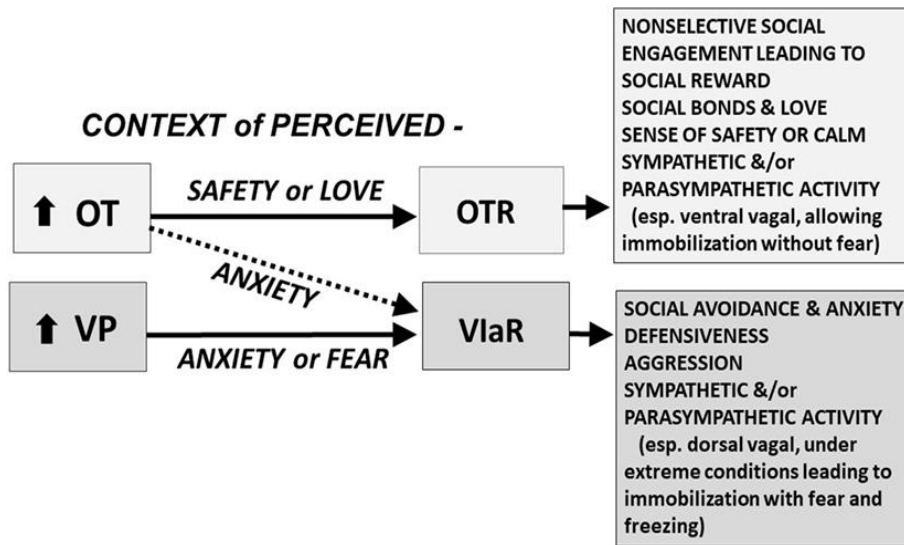 CONTEXT of PERCEIVED -
⬆ OT
SAFETY or LOVE
OTR
NONSELECTIVE SOCIAL
ENGAGEMENT LEADING TO
SOCIAL REWARD
SOCIAL BONDS & LOVE
SENSE OF SAFETY OR CALM
SYMPATHETIC &/or
PARASYMPATHETIC ACTIVITY
(esp. ventral vagal, allowing
immobilization without fear)
ANXIETY
⬆ VP
ANXIETY or FEAR
VIaR
SOCIAL AVOIDANCE & ANXIETY
DEFENSIVENESS
AGGRESSION
SYMPATHETIC &/or
PARASYMPATHETIC ACTIVITY
(esp. dorsal vagal, under
extreme conditions leading to
immobilization with fear and
freezing)